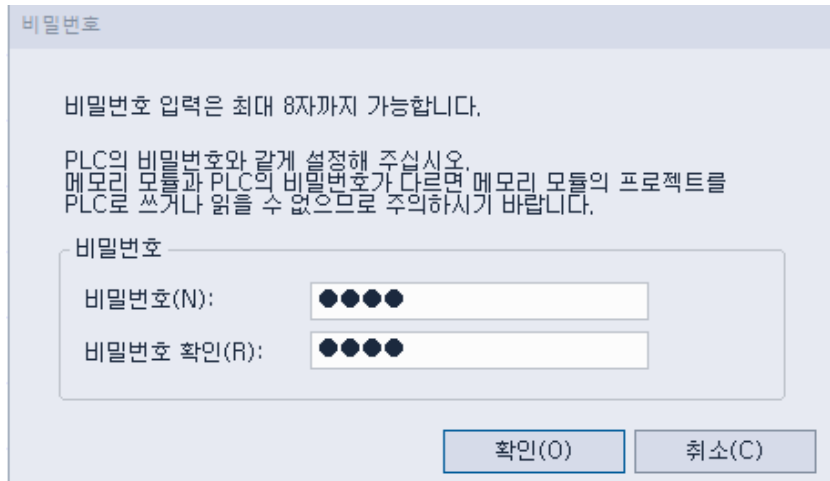 비밀번호
비밀번호 입력은 최대 8자까지 가능합니다.
PLC의 비밀번호와 같게 설정해 주십시오.
메모리 모듈과 PLC의 비밀번호가 다르면 메모리 모듈의 프로젝트를
PLC로 쓰거나 읽을 수 없으므로 주의하시기 바랍니다.
비밀번호
비밀번호(N): ●●●●
비밀번호 확인(R): ●●●●
확인(O) 취소(C)